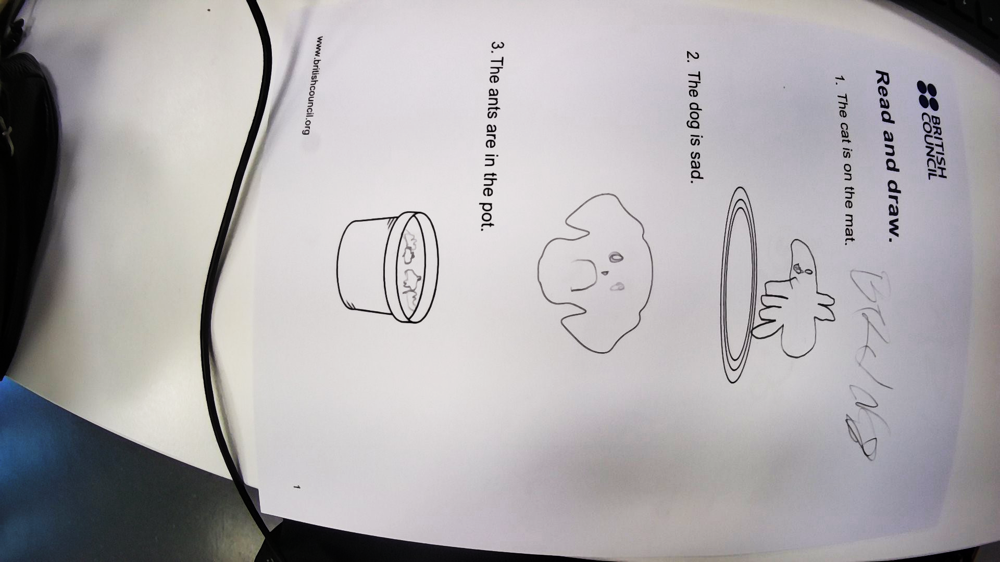 BRITISH
COUNCIL
Read and draw.
1. The cat is on the mat.
2. The dog is sad.
3. The ants are in the pot.
www.britishcouncil.org
1